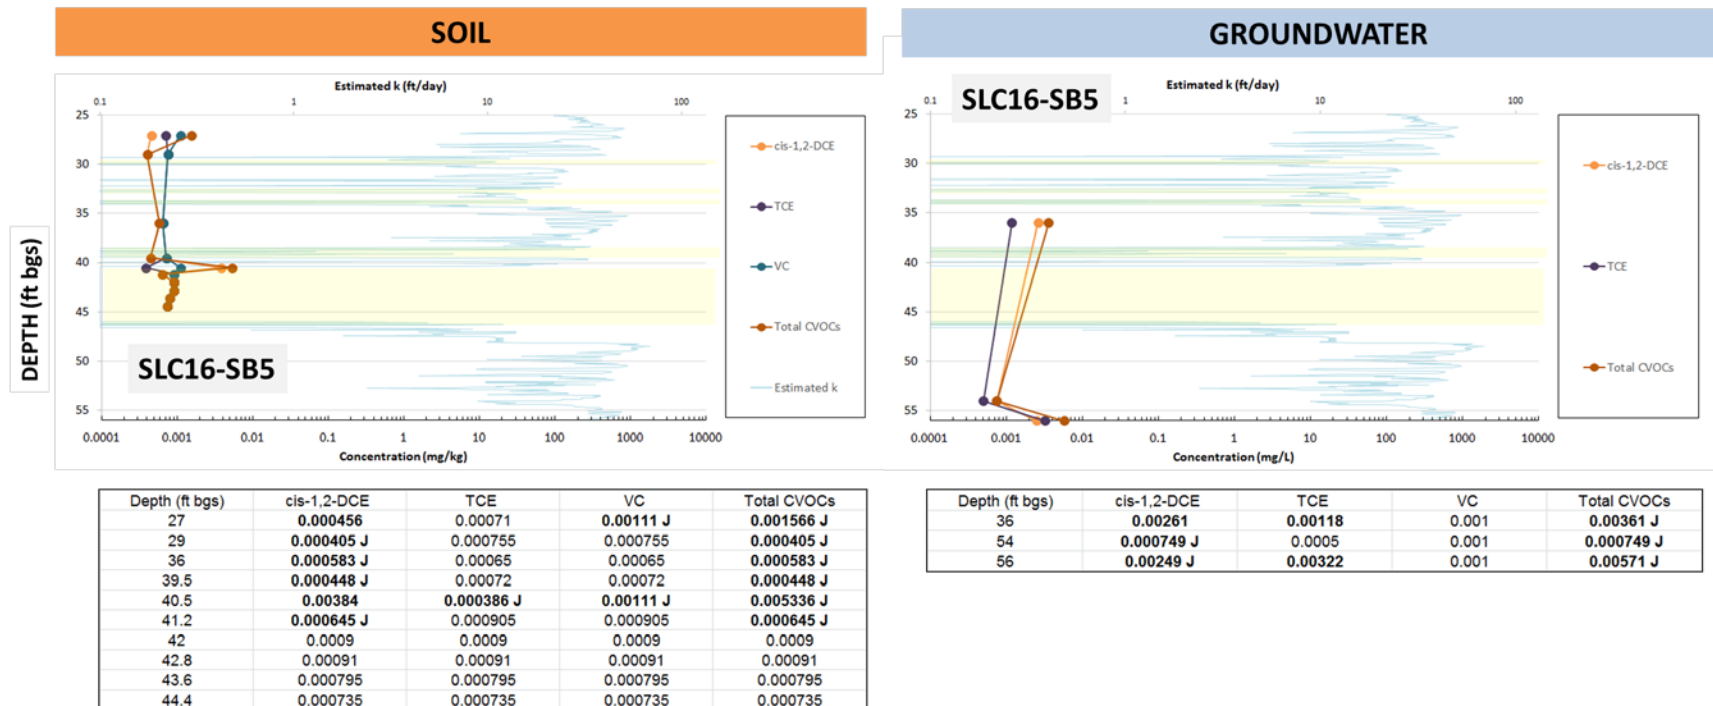 SOIL
GROUNDWATER
Estimated k (ft/day)
0.1 1 10 100
SLC16-SB5
25
30
35
40
45
50
55
DEPTH (ft bgs)
0.0001 0.001 0.01 0.1 1 10 100 1000 10000
Concentration (mg/kg)
cis-1,2-DCE
TCE
VC
Total CVOCs
Estimated k
Estimated k (ft/day)
0.1 1 10 100
SLC16-SB5
25
30
35
40
45
50
55
0.0001 0.001 0.01 0.1 1 10 100 1000 10000
Concentration (mg/L)
cis-1,2-DCE
TCE
Total CVOCs
Depth (ft bgs) cis-1,2-DCE TCE VC Total CVOCs
27 0.000456 0.00071 0.00111 J 0.001566 J
29 0.000405 J 0.000755 0.000755 0.000405 J
36 0.000583 J 0.00065 0.00065 0.000583 J
39.5 0.000448 J 0.00072 0.00072 0.000448 J
40.5 0.00384 0.000386 J 0.00111 J 0.005336 J
41.2 0.000645 J 0.000905 0.000905 0.000645 J
42 0.0009 0.0009 0.0009 0.0009
42.8 0.00091 0.00091 0.00091 0.00091
43.6 0.000795 0.000795 0.000795 0.000795
44.4 0.000735 0.000735 0.000735 0.000735
Depth (ft bgs) cis-1,2-DCE TCE VC Total CVOCs
36 0.00261 0.00118 0.001 0.00361 J
54 0.000749 J 0.0005 0.001 0.000749 J
56 0.00249 J 0.00322 0.001 0.00571 J